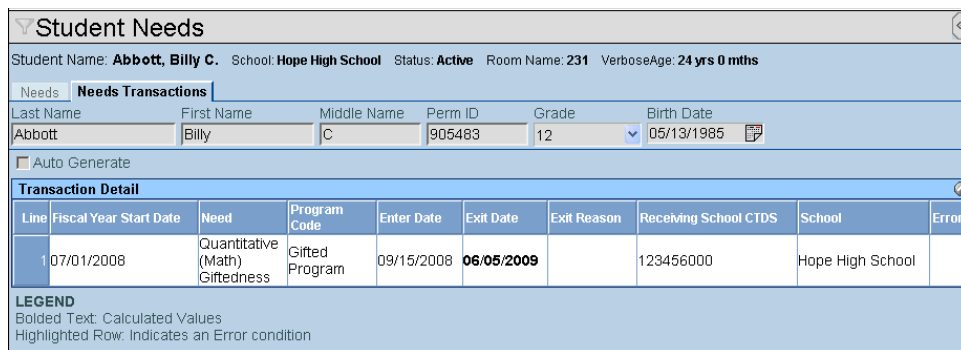 Student Needs
Student Name: Abbott, Billy C. School: Hope High School Status: Active Room Name: 231 VerboseAge: 24 yrs 0 mths
Needs Needs Transactions
Last Name First Name Middle Name Perm ID Grade Birth Date
Abbott Billy C 905483 12 05/13/1985
Auto Generate
Transaction Detail
Line Fiscal Year Start Date Need Program Code Enter Date Exit Date Exit Reason Receiving School CTDS School Error
1 07/01/2008 Quantitative (Math) Giftedness Gifted Program 09/15/2008 06/05/2009 123456000 Hope High School
LEGEND
Bolded Text: Calculated Values
Highlighted Row: Indicates an Error condition